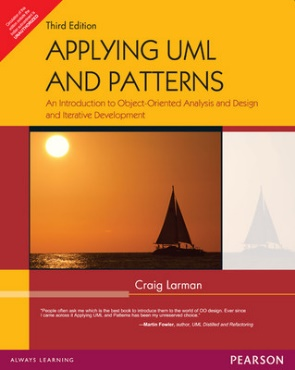 Third Edition
APPLYING UML
AND PATTERNS
An Introduction to Object-Oriented Analysis and Design
and Iterative Development
Craig Larman
"People often ask me which is the best book to introduce them to the world of OO design. Ever since
I came across it Applying UML and Patterns has been my unreserved choice."
—Martin Fowler, author, UML Distilled and Refactoring
ALWAYS LEARNING
PEARSON